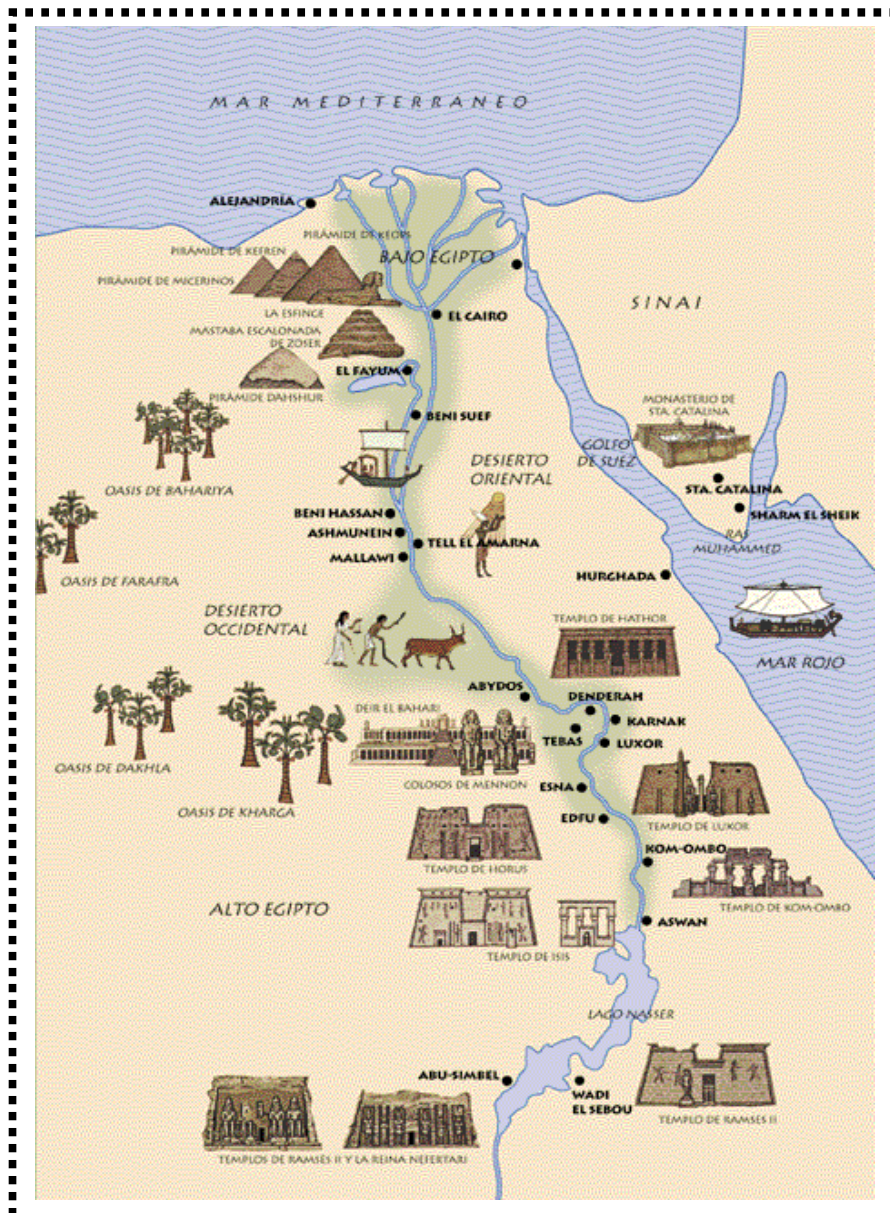 MAR MEDITERRANEO
ALEJANDRÍA
PIRÁMIDE DE KEOPS
PIRÁMIDE DE KEFREN
BAJO EGIPTO
PIRÁMIDE DE MICERINOS
SINAI
LA ESFINGE
EL CAIRO
MASTABA ESCALONADA
DE ZOSER
EL FAYUM
PIRÁMIDE DAHSHUR
MONASTERIO DE
STA. CATALINA
BENI SUEF
GOLFO
DE SUEZ
DESIERTO
ORIENTAL
OASIS DE BAHARIYA
STA. CATALINA
BENI HASSAN
SHARM EL SHEIK
ASHMUNEIN
RAS
MUHAMMED
TELL EL AMARNA
MALLAWI
OASIS DE FARAFRA
HURGHADA
DESIERTO
OCCIDENTAL
TEMPLO DE HATHOR
MAR ROJO
ABYDOS
DENDERAH
DEIR EL BAHARI
KARNAK
TEBAS
LUXOR
OASIS DE DAKHLA
COLOSOS DE MENNON
ESNA
OASIS DE KHARGA
EDFU
TEMPLO DE LUXOR
KOM-OMBO
TEMPLO DE HORUS
TEMPLO DE KOM-OMBO
ALTO EGIPTO
ASWAN
TEMPLO DE ISIS
LAGO NASSER
ABU-SIMBEL
WADI
EL SEBOU
TEMPLO DE RAMSES II
TEMPLOS DE RAMSES II Y LA REINA NEFERTARI